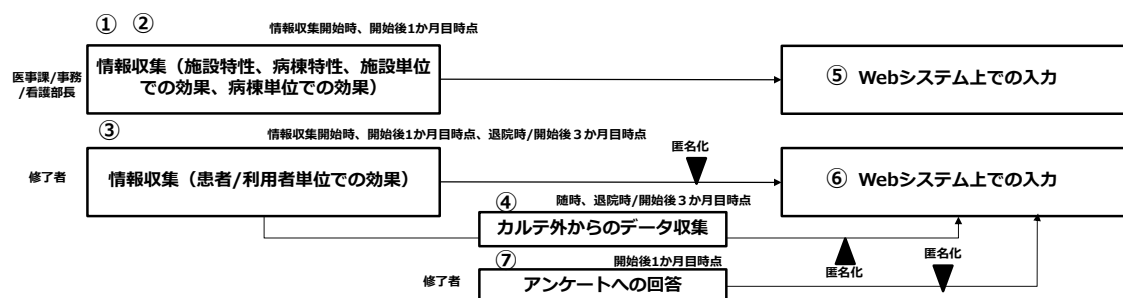 ① ②
情報収集開始時、開始後1か月目時点
医事課/事務
/看護部長
情報収集（施設特性、病棟特性、施設単位
での効果、病棟単位での効果）
⑤ Webシステム上での入力
③
情報収集開始時、開始後1か月目時点、退院時/開始後３か月目時点
匿名化
修了者
情報収集（患者/利用者単位での効果）
⑥ Webシステム上での入力
④
随時、退院時/開始後３か月目時点
カルテ外からのデータ収集
匿名化
⑦
開始後1か月目時点
修了者
アンケートへの回答
匿名化